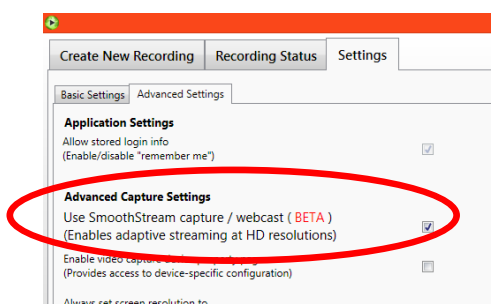 Create New Recording Recording Status Settings
Basic Settings Advanced Settings
Application Settings
Allow stored login info
(Enable/disable "remember me")
Advanced Capture Settings
Use SmoothStream capture / webcast ( BETA )
(Enables adaptive streaming at HD resolutions)
Enable video capture
(Provides access to device-specific configuration)
Always set screen resolution to